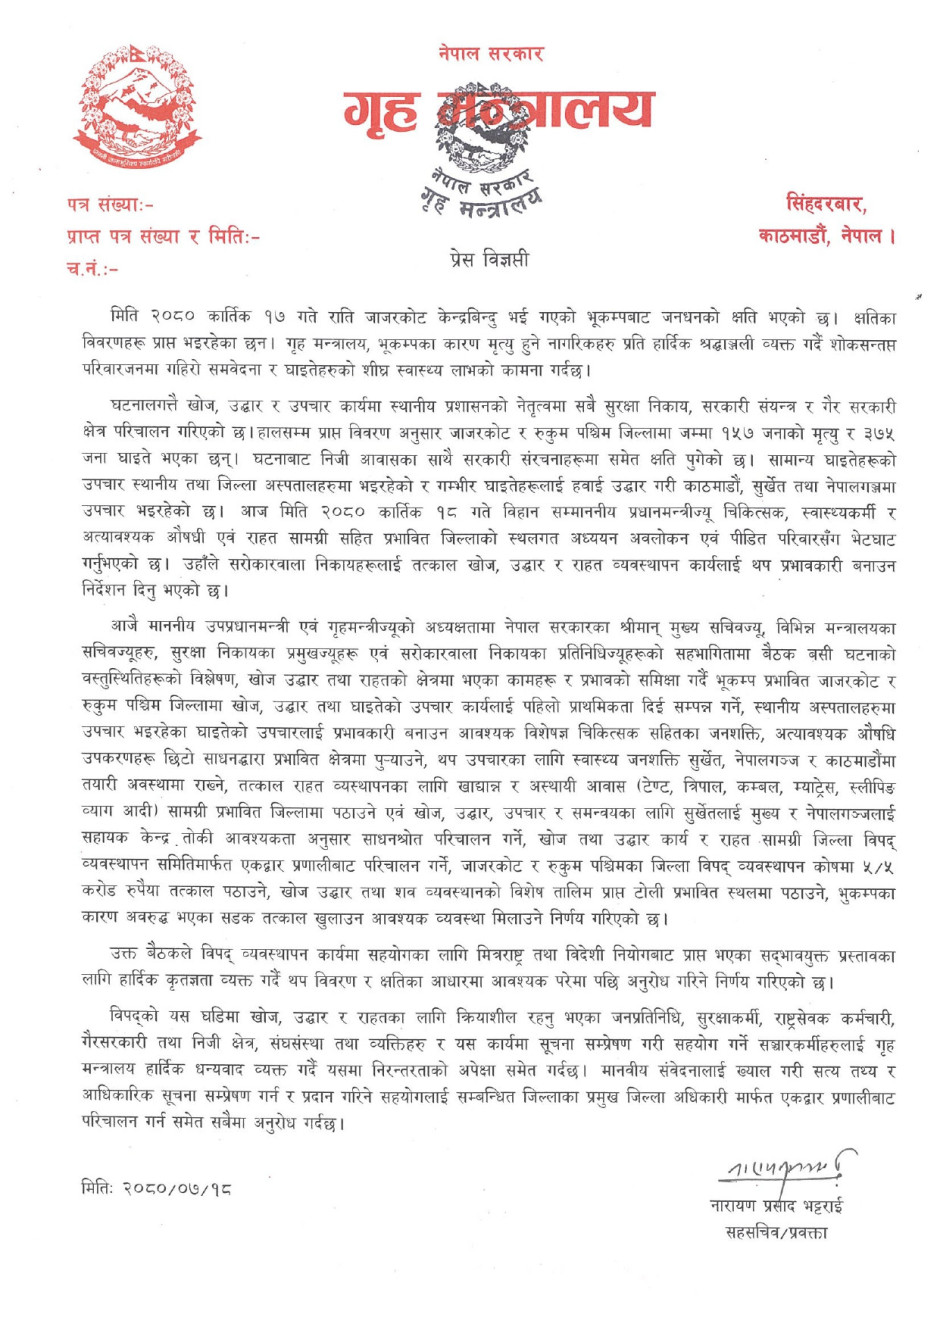 नेपाल सरकार
गृह मन्त्रालय
नेपाल सरकार
गृह मन्त्रालय
पत्र संख्या:-
प्राप्त पत्र संख्या र मिति:-
च.नं.:-
सिंहदरबार,
काठमाडौं, नेपाल ।
प्रेस विज्ञप्ती
मिति २०८० कार्तिक १७ गते राति जाजरकोट केन्द्रबिन्दु भई गएको भूकम्पबाट जनधनको क्षति भएको छ। क्षतिका
विवरणहरू प्राप्त भइरहेका छन। गृह मन्त्रालय, भूकम्पका कारण मृत्यु हुने नागरिकहरु प्रति हार्दिक श्रद्धाञ्जली व्यक्त गर्दै शोकसन्तप्त
परिवारजनमा गहिरो समवेदना र घाइतेहरुको शीघ्र स्वास्थ्य लाभको कामना गर्दछ।
घटनालगत्तै खोज, उद्धार र उपचार कार्यमा स्थानीय प्रशासनको नेतृत्वमा सबै सुरक्षा निकाय, सरकारी संयन्त्र र गैर सरकारी
क्षेत्र परिचालन गरिएको छ।हालसम्म प्राप्त विवरण अनुसार जाजरकोट र रुकुम पश्चिम जिल्लामा जम्मा १५७ जनाको मृत्यु र ३७५
जना घाइते भएका छन्। घटनाबाट निजी आवासका साथै सरकारी संरचनाहरूमा समेत क्षति पुगेको छ। सामान्य घाइतेहरूको
उपचार स्थानीय तथा जिल्ला अस्पतालहरुमा भइरहेको र गम्भीर घाइतेहरूलाई हवाई उद्धार गरी काठमाडौं, सुर्खेत तथा नेपालगञ्जमा
उपचार भइरहेको छ। आज मिति २०८० कार्तिक १८ गते विहान सम्माननीय प्रधानमन्त्रीज्यू चिकित्सक, स्वास्थ्यकर्मी र
अत्यावश्यक औषधी एवं राहत सामग्री सहित प्रभावित जिल्लाको स्थलगत अध्ययन अवलोकन एवं पीडित परिवारसँग भेटघाट
गर्नुभएको छ। उहाँले सरोकारवाला निकायहरूलाई तत्काल खोज, उद्धार र राहत व्यवस्थापन कार्यलाई थप प्रभावकारी बनाउन
निर्देशन दिनु भएको छ।
आजै माननीय उपप्रधानमन्त्री एवं गृहमन्त्रीज्यूको अध्यक्षतामा नेपाल सरकारका श्रीमान् मुख्य सचिवज्यू, विभिन्न मन्त्रालयका
सचिवज्यूहरु, सुरक्षा निकायका प्रमुखज्यूहरू एवं सरोकारवाला निकायका प्रतिनिधिज्यूहरूको सहभागितामा बैठक बसी घटनाको
वस्तुस्थितिहरूको विश्लेषण, खोज उद्धार तथा राहतको क्षेत्रमा भएका कामहरू र प्रभावको समिक्षा गर्दै भूकम्प प्रभावित जाजरकोट र
रुकुम पश्चिम जिल्लामा खोज, उद्धार तथा घाइतेको उपचार कार्यलाई पहिलो प्राथमिकता दिई सम्पन्न गर्ने, स्थानीय अस्पतालहरुमा
उपचार भइरहेका घाइतेको उपचारलाई प्रभावकारी बनाउन आवश्यक विशेषज्ञ चिकित्सक सहितका जनशक्ति, अत्यावश्यक औषधि
उपकरणहरू छिटो साधनद्धारा प्रभावित क्षेत्रमा पुऱ्याउने, थप उपचारका लागि स्वास्थ्य जनशक्ति सुर्खेत, नेपालगञ्ज र काठमाडौंमा
तयारी अवस्थामा राख्ने, तत्काल राहत व्यस्थापनका लागि खाद्यान्न र अस्थायी आवास (टेण्ट, त्रिपाल, कम्बल, म्याट्रेस, स्लीपिङ
व्याग आदी) सामग्री प्रभावित जिल्लामा पठाउने एवं खोज, उद्धार, उपचार र समन्वयका लागि सुर्खेतलाई मुख्य र नेपालगञ्जलाई
सहायक केन्द्र तोकी आवश्यकता अनुसार साधनश्रोत परिचालन गर्ने, खोज तथा उद्धार कार्य र राहत सामग्री जिल्ला विपद्
व्यवस्थापन समितिमार्फत एकद्वार प्रणालीबाट परिचालन गर्ने, जाजरकोट र रुकुम पश्चिमका जिल्ला विपद् व्यवस्थापन कोषमा ५/५
करोड रुपैया तत्काल पठाउने, खोज उद्धार तथा शव व्यवस्थानको विशेष तालिम प्राप्त टोली प्रभावित स्थलमा पठाउने, भुकम्पका
कारण अवरुद्ध भएका सडक तत्काल खुलाउन आवश्यक व्यवस्था मिलाउने निर्णय गरिएको छ।
उक्त बैठकले विपद् व्यवस्थापन कार्यमा सहयोगका लागि मित्रराष्ट्र तथा विदेशी नियोगबाट प्राप्त भएका सद्भावयुक्त प्रस्तावका
लागि हार्दिक कृतज्ञता व्यक्त गर्दै थप विवरण र क्षतिका आधारमा आवश्यक परेमा पछि अनुरोध गरिने निर्णय गरिएको छ।
विपद्को यस घडिमा खोज, उद्धार र राहतका लागि क्रियाशील रहनु भएका जनप्रतिनिधि, सुरक्षाकर्मी, राष्ट्रसेवक कर्मचारी,
गैरसरकारी तथा निजी क्षेत्र, संघसंस्था तथा व्यक्तिहरु र यस कार्यमा सूचना सम्प्रेषण गरी सहयोग गर्ने सञ्चारकर्मीहरुलाई गृह
मन्त्रालय हार्दिक धन्यवाद व्यक्त गर्दै यसमा निरन्तरताको अपेक्षा समेत गर्दछ। मानवीय संवेदनालाई ख्याल गरी सत्य तथ्य र
आधिकारिक सूचना सम्प्रेषण गर्न र प्रदान गरिने सहयोगलाई सम्बन्धित जिल्लाका प्रमुख जिल्ला अधिकारी मार्फत एकद्वार प्रणालीबाट
परिचालन गर्न समेत सबैमा अनुरोध गर्दछ।
मितिः २०८०/०७/१८
नारायण प्रसाद भट्टराई
सहसचिव/प्रवक्ता